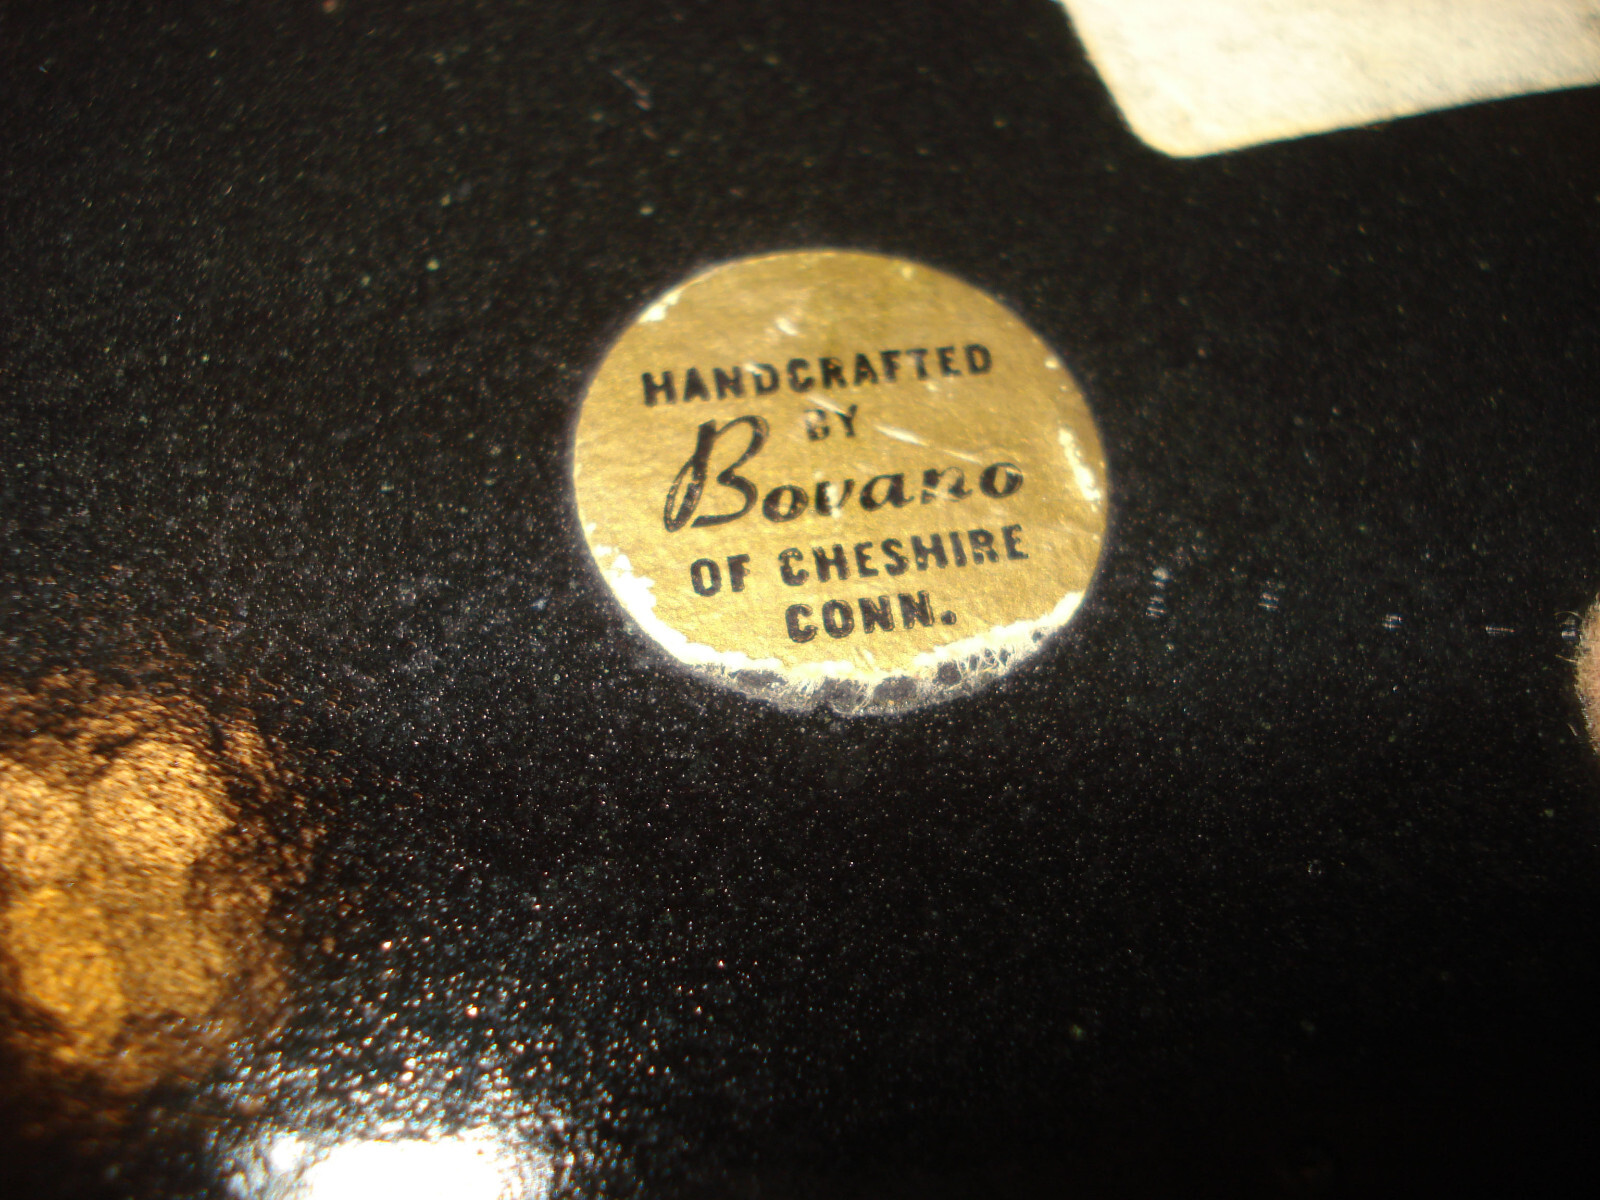 HANDCRAFTED
BY
Bovano
OF CHESHIRE
CONN.